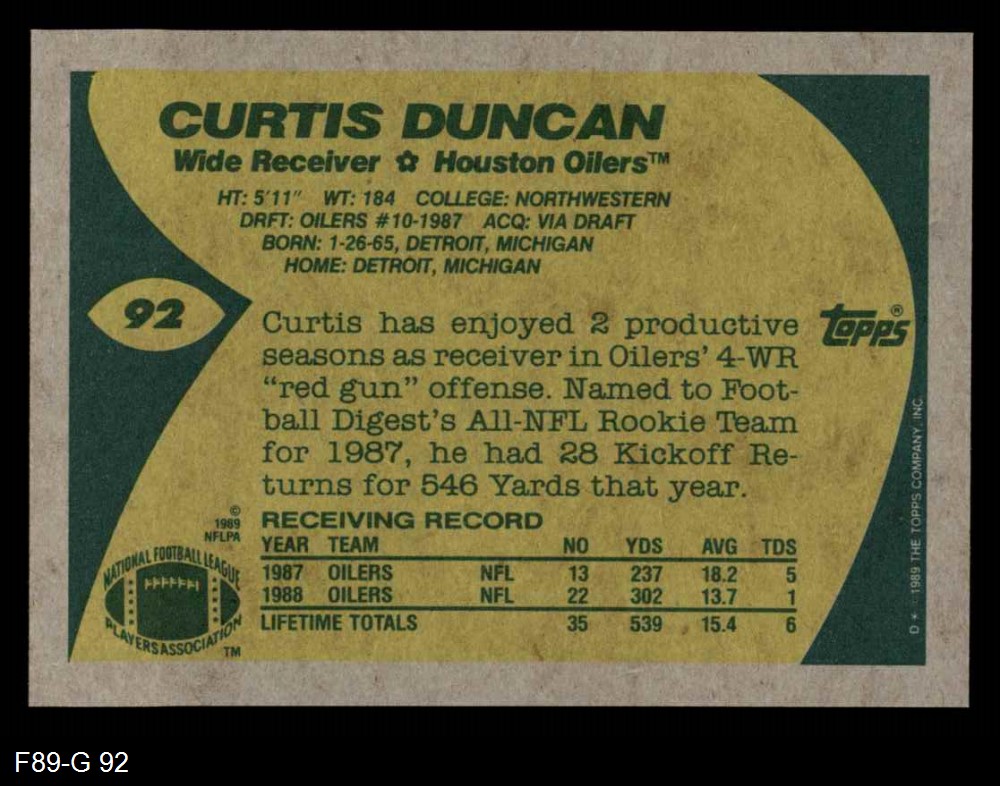 CURTIS DUNCAN
Wide Receiver ✿ Houston Oilers™
HT: 5'11" WT: 184 COLLEGE: NORTHWESTERN
DRFT: OILERS #10-1987 ACQ: VIA DRAFT
BORN: 1-26-65, DETROIT, MICHIGAN
HOME: DETROIT, MICHIGAN
92
Curtis has enjoyed 2 productive
seasons as receiver in Oilers' 4-WR
“red gun” offense. Named to Foot-
ball Digest's All-NFL Rookie Team
for 1987, he had 28 Kickoff Re-
turns for 546 Yards that year.
topps®
© 1989 THE TOPPS COMPANY, INC.
D*
©
1989
NFLPA
NATIONAL FOOTBALL LEAGUE
PLAYERS ASSOCIATION
TM
RECEIVING RECORD
YEAR TEAM NO YDS AVG TDS
1987 OILERS NFL 13 237 18.2 5
1988 OILERS NFL 22 302 13.7 1
LIFETIME TOTALS 35 539 15.4 6
F89-G 92